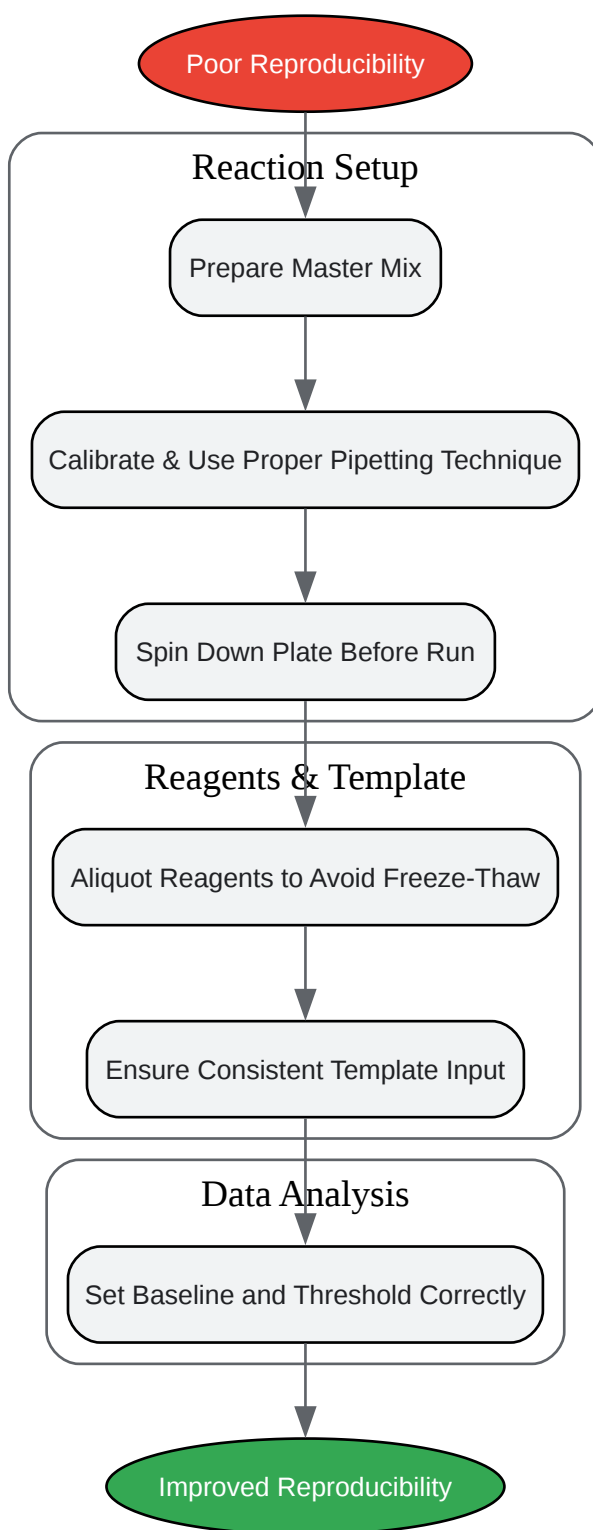 Poor Reproducibility
Reaction Setup
Prepare Master Mix
Calibrate & Use Proper Pipetting Technique
Spin Down Plate Before Run
Reagents & Template
Aliquot Reagents to Avoid Freeze-Thaw
Ensure Consistent Template Input
Data Analysis
Set Baseline and Threshold Correctly
Improved Reproducibility